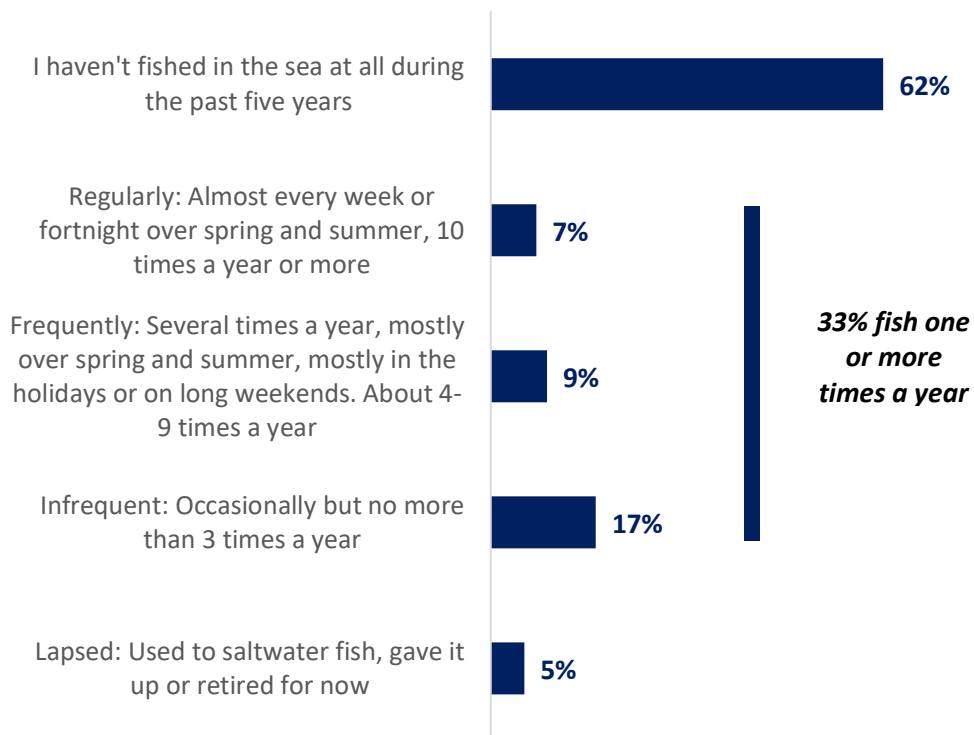 I haven't fished in the sea at all during
the past five years
62%
Regularly: Almost every week or
fortnight over spring and summer, 10
times a year or more
7%
Frequently: Several times a year, mostly
over spring and summer, mostly in the
holidays or on long weekends. About 4-
9 times a year
9%
33% fish one
or more
times a year
Infrequent: Occasionally but no more
than 3 times a year
17%
Lapsed: Used to saltwater fish, gave it
up or retired for now
5%